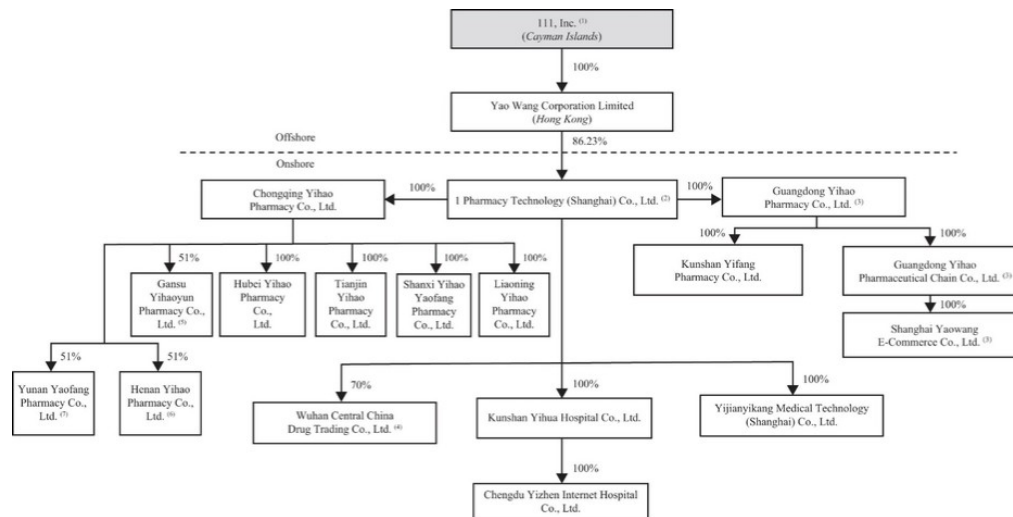 111, Inc. (1)
(Cayman Islands)
100%
Yao Wang Corporation Limited
(Hong Kong)
Offshore
86.23%
Onshore
Chongqing Yihao
Pharmacy Co., Ltd.
100%
1 Pharmacy Technology (Shanghai) Co., Ltd. (2)
100%
Guangdong Yihao
Pharmacy Co., Ltd. (3)
100%
100%
Kunshan Yifang
Pharmacy Co., Ltd.
Guangdong Yihao
Pharmaceutical Chain Co., Ltd. (3)
100%
Shanghai Yaowang
E-Commerce Co., Ltd. (3)
51%
100%
100%
100%
100%
Gansu
Yihaoyun
Pharmacy Co.,
Ltd. (5)
Hubei Yihao
Pharmacy
Co.,
Ltd.
Tianjin
Yihao
Pharmacy
Co., Ltd.
Shanxi Yihao
Yaofang
Pharmacy
Co., Ltd.
Liaoning
Yihao
Pharmacy
Co., Ltd.
51%
51%
Yunan Yaofang
Pharmacy Co.,
Ltd. (7)
Henan Yihao
Pharmacy Co.,
Ltd. (6)
70%
100%
100%
Wuhan Central China
Drug Trading Co., Ltd. (4)
Kunshan Yihua Hospital Co., Ltd.
Yijianyikang Medical Technology
(Shanghai) Co., Ltd.
100%
Chengdu Yizhen Internet Hospital
Co., Ltd.